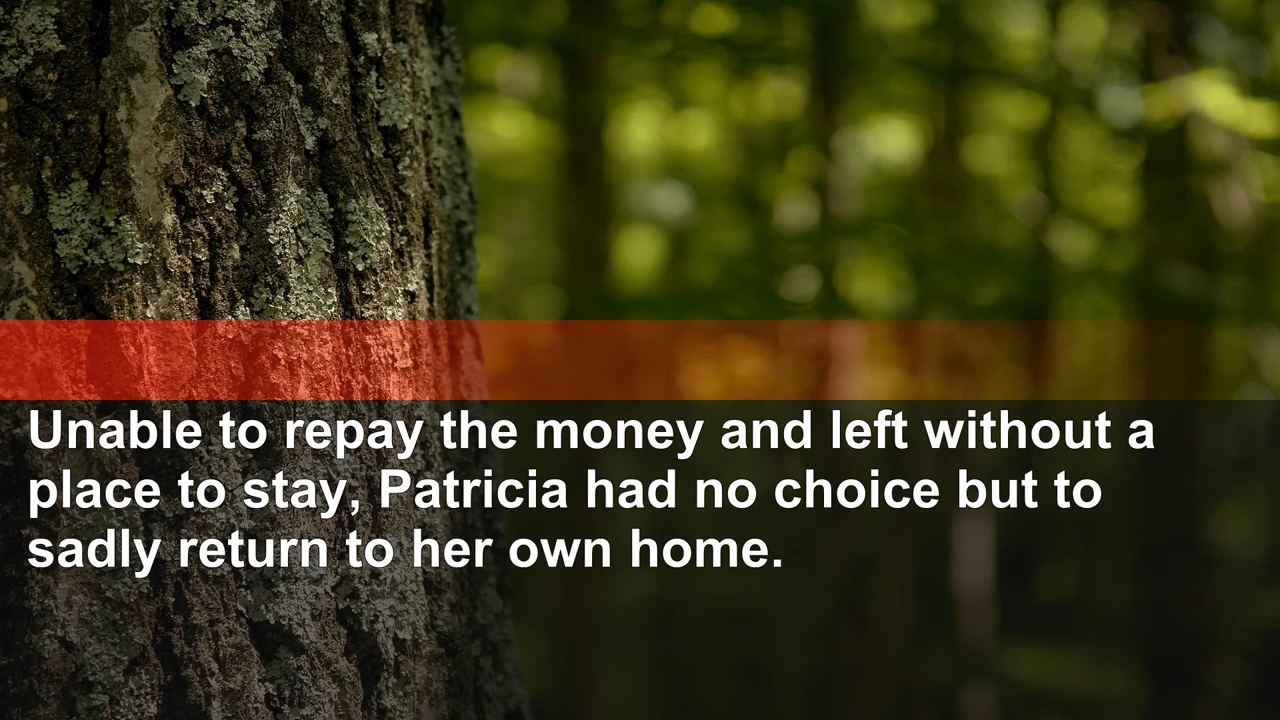 Unable to repay the money and left without a
place to stay, Patricia had no choice but to
sadly return to her own home.